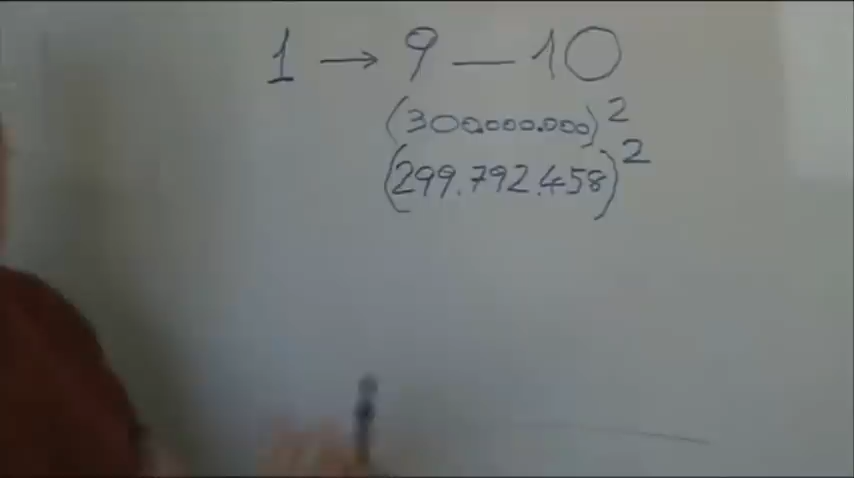 1 → 9 — 10
(300.000.000)²
(299.792.458)²